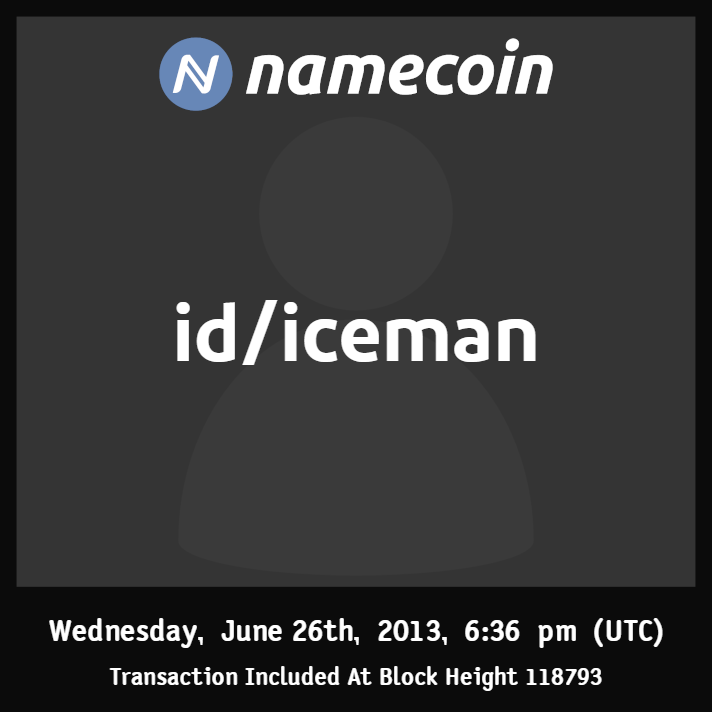 namecoin
id/iceman
Wednesday, June 26th, 2013, 6:36 pm (UTC)
Transaction Included At Block Height 118793